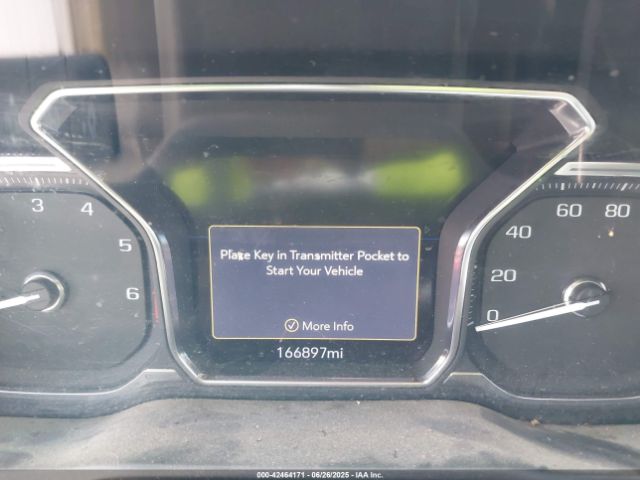 3 4 5 6
Place Key in Transmitter Pocket to
Start Your Vehicle
More Info
166897mi
0 20 40 60 80
000-42464171 06/26/2025 IAA Inc.